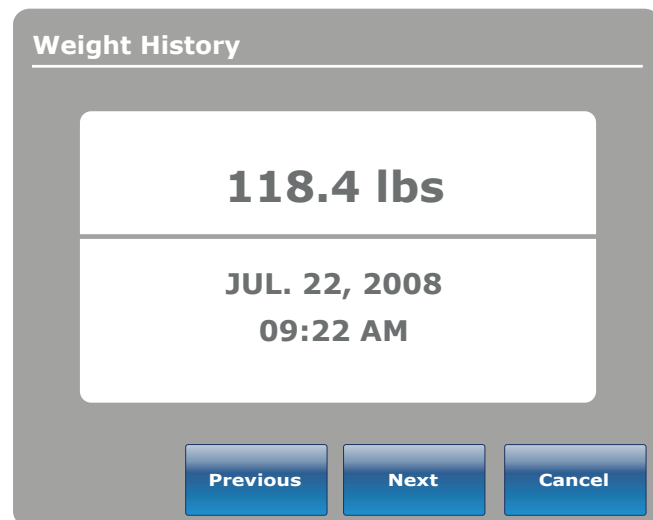 Weight History
118.4 lbs
JUL. 22, 2008
09:22 AM
Previous Next Cancel